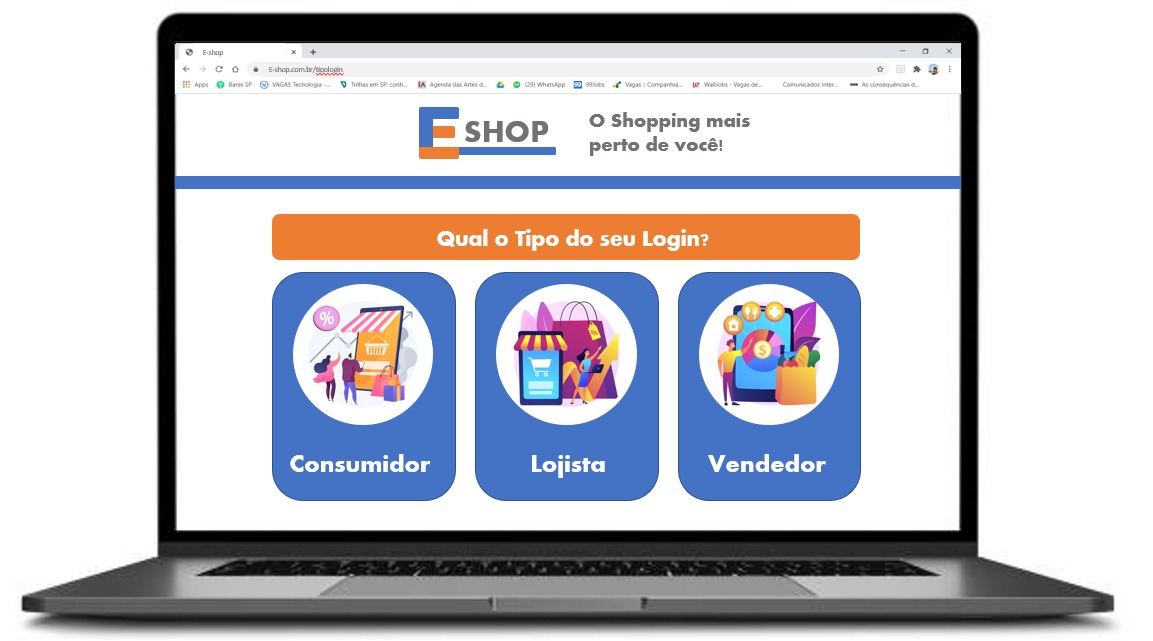 E-shop
E-shop.com.br/tipologin
Apps Bares SP VAGAS Tecnologia -... Trilhas em SP: conh... Agenda das Artes d... (29) WhatsApp 99Jobs Vagas :: Companhia... WallJobs - Vagas de... Comunicados Inter... As consequências d...
E SHOP
O Shopping mais
perto de você!
Qual o Tipo do seu Login?
%
$
Consumidor
Lojista
Vendedor